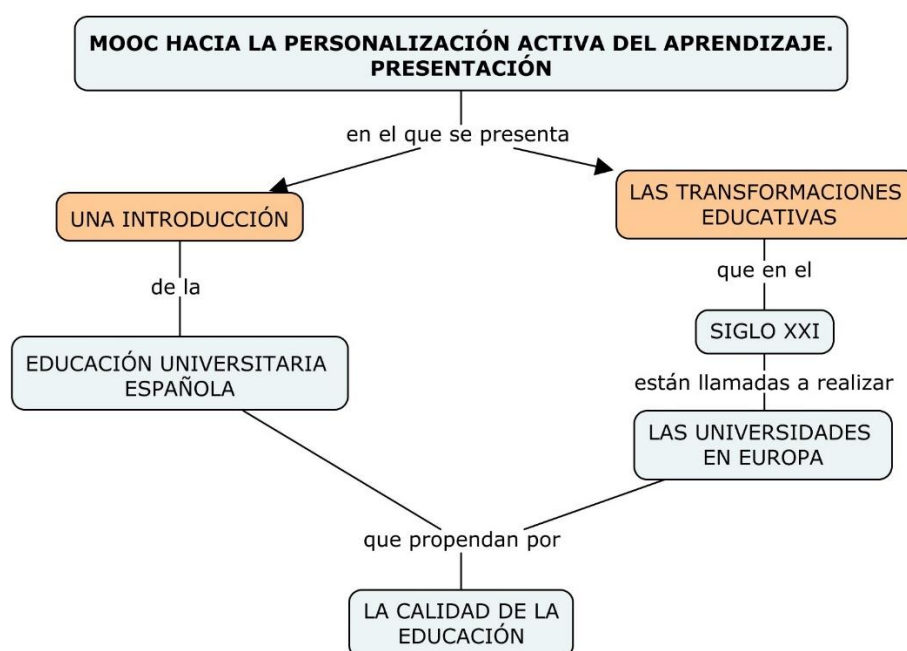 MOOC HACIA LA PERSONALIZACIÓN ACTIVA DEL APRENDIZAJE.
PRESENTACIÓN
en el que se presenta
UNA INTRODUCCIÓN
LAS TRANSFORMACIONES
EDUCATIVAS
de la
que en el
EDUCACIÓN UNIVERSITARIA
ESPAÑOLA
SIGLO XXI
están llamadas a realizar
LAS UNIVERSIDADES
EN EUROPA
que propendan por
LA CALIDAD DE LA
EDUCACIÓN